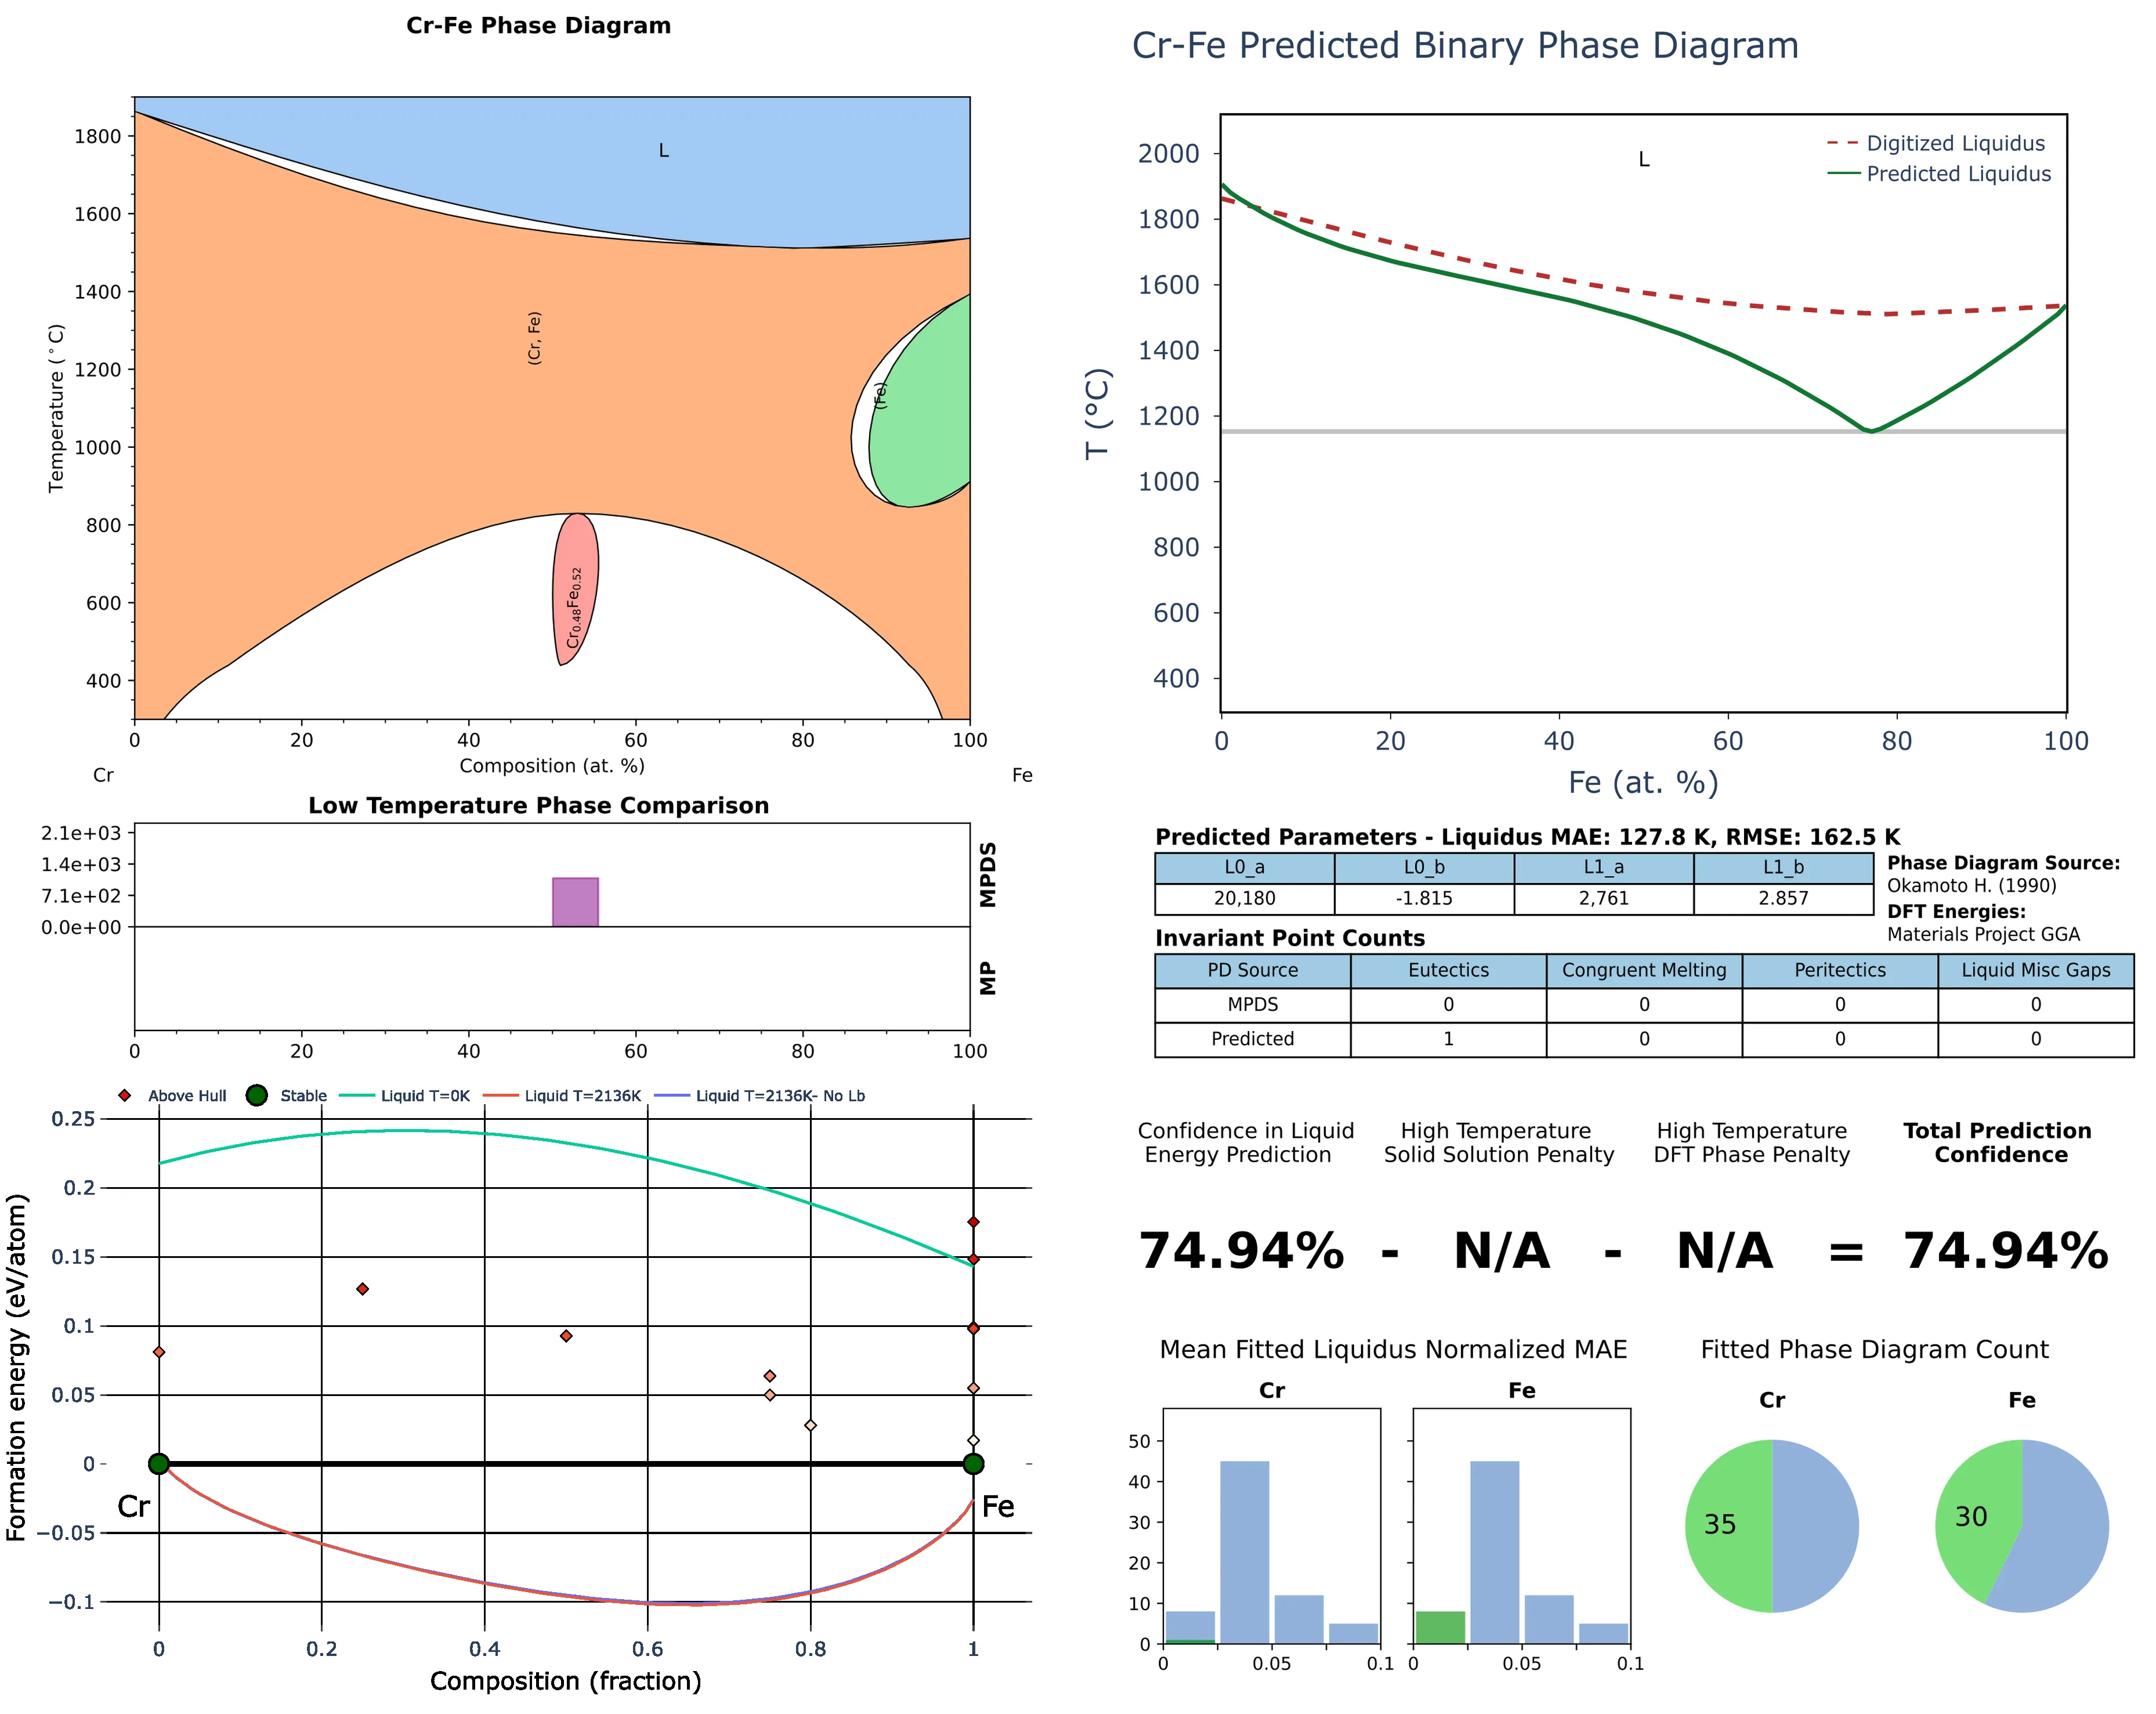 Cr-Fe Phase Diagram
1800
1600
1400
1200
1000
800
600
400
Temperature (°C)
L
(Cr, Fe)
(Fe)
Cr0.48Fe0.52
0 20 40 60 80 100
Composition (at. %)
Cr Fe
Low Temperature Phase Comparison
2.1e+03
1.4e+03
7.1e+02
0.0e+00
MPDS
MP
0 20 40 60 80 100
Above Hull Stable Liquid T=0K Liquid T=2136K Liquid T=2136K- No Lb
0.25
0.2
0.15
0.1
0.05
0
−0.05
−0.1
Formation energy (eV/atom)
Cr Fe
0 0.2 0.4 0.6 0.8 1
Composition (fraction)
Cr-Fe Predicted Binary Phase Diagram
2000
1800
1600
1400
1200
1000
800
600
400
T (°C)
L
Digitized Liquidus
Predicted Liquidus
0 20 40 60 80 100
Fe (at. %)
Predicted Parameters - Liquidus MAE: 127.8 K, RMSE: 162.5 K
L0_a L0_b L1_a L1_b
20,180 -1.815 2,761 2.857
Phase Diagram Source:
Okamoto H. (1990)
DFT Energies:
Materials Project GGA
Invariant Point Counts
PD Source Eutectics Congruent Melting Peritectics Liquid Misc Gaps
MPDS 0 0 0 0
Predicted 1 0 0 0
Confidence in Liquid
Energy Prediction
High Temperature
Solid Solution Penalty
High Temperature
DFT Phase Penalty
Total Prediction
Confidence
74.94% - N/A - N/A = 74.94%
Mean Fitted Liquidus Normalized MAE
Cr Fe
50
40
30
20
10
0
0 0.05 0.1 0 0.05 0.1
Fitted Phase Diagram Count
Cr Fe
35 30